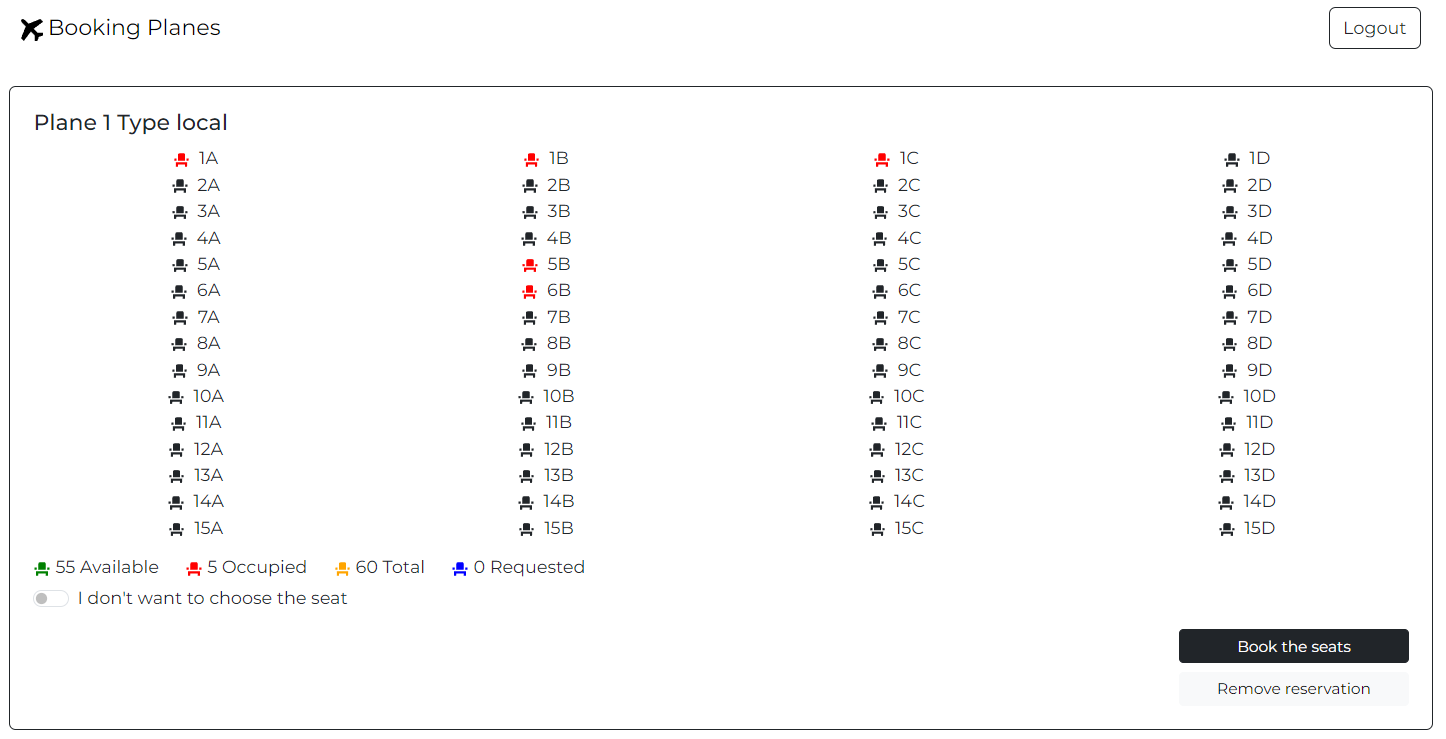 Booking Planes Logout
Plane 1 Type local
1A 1B 1C 1D
2A 2B 2C 2D
3A 3B 3C 3D
4A 4B 4C 4D
5A 5B 5C 5D
6A 6B 6C 6D
7A 7B 7C 7D
8A 8B 8C 8D
9A 9B 9C 9D
10A 10B 10C 10D
11A 11B 11C 11D
12A 12B 12C 12D
13A 13B 13C 13D
14A 14B 14C 14D
15A 15B 15C 15D
55 Available 5 Occupied 60 Total 0 Requested
I don't want to choose the seat
Book the seats
Remove reservation